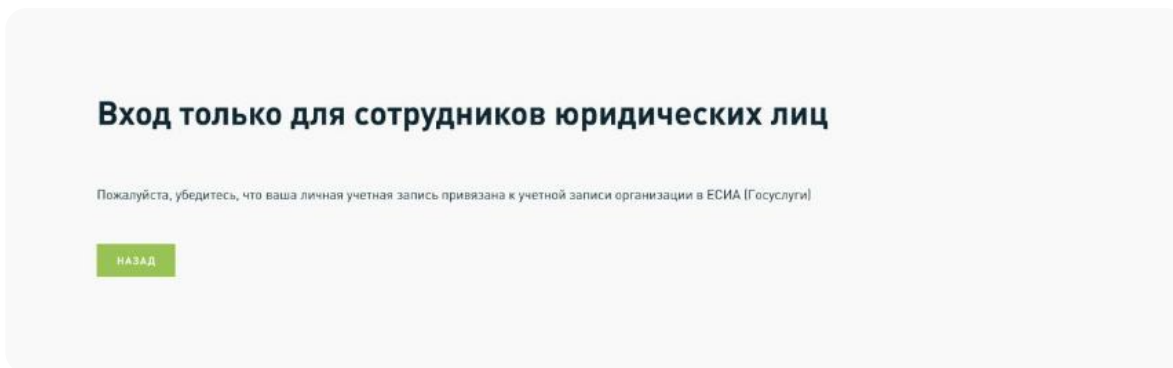 Вход только для сотрудников юридических лиц
Пожалуйста, убедитесь, что ваша личная учетная запись привязана к учетной записи организации в ЕСИА (Госуслуги)
НАЗАД